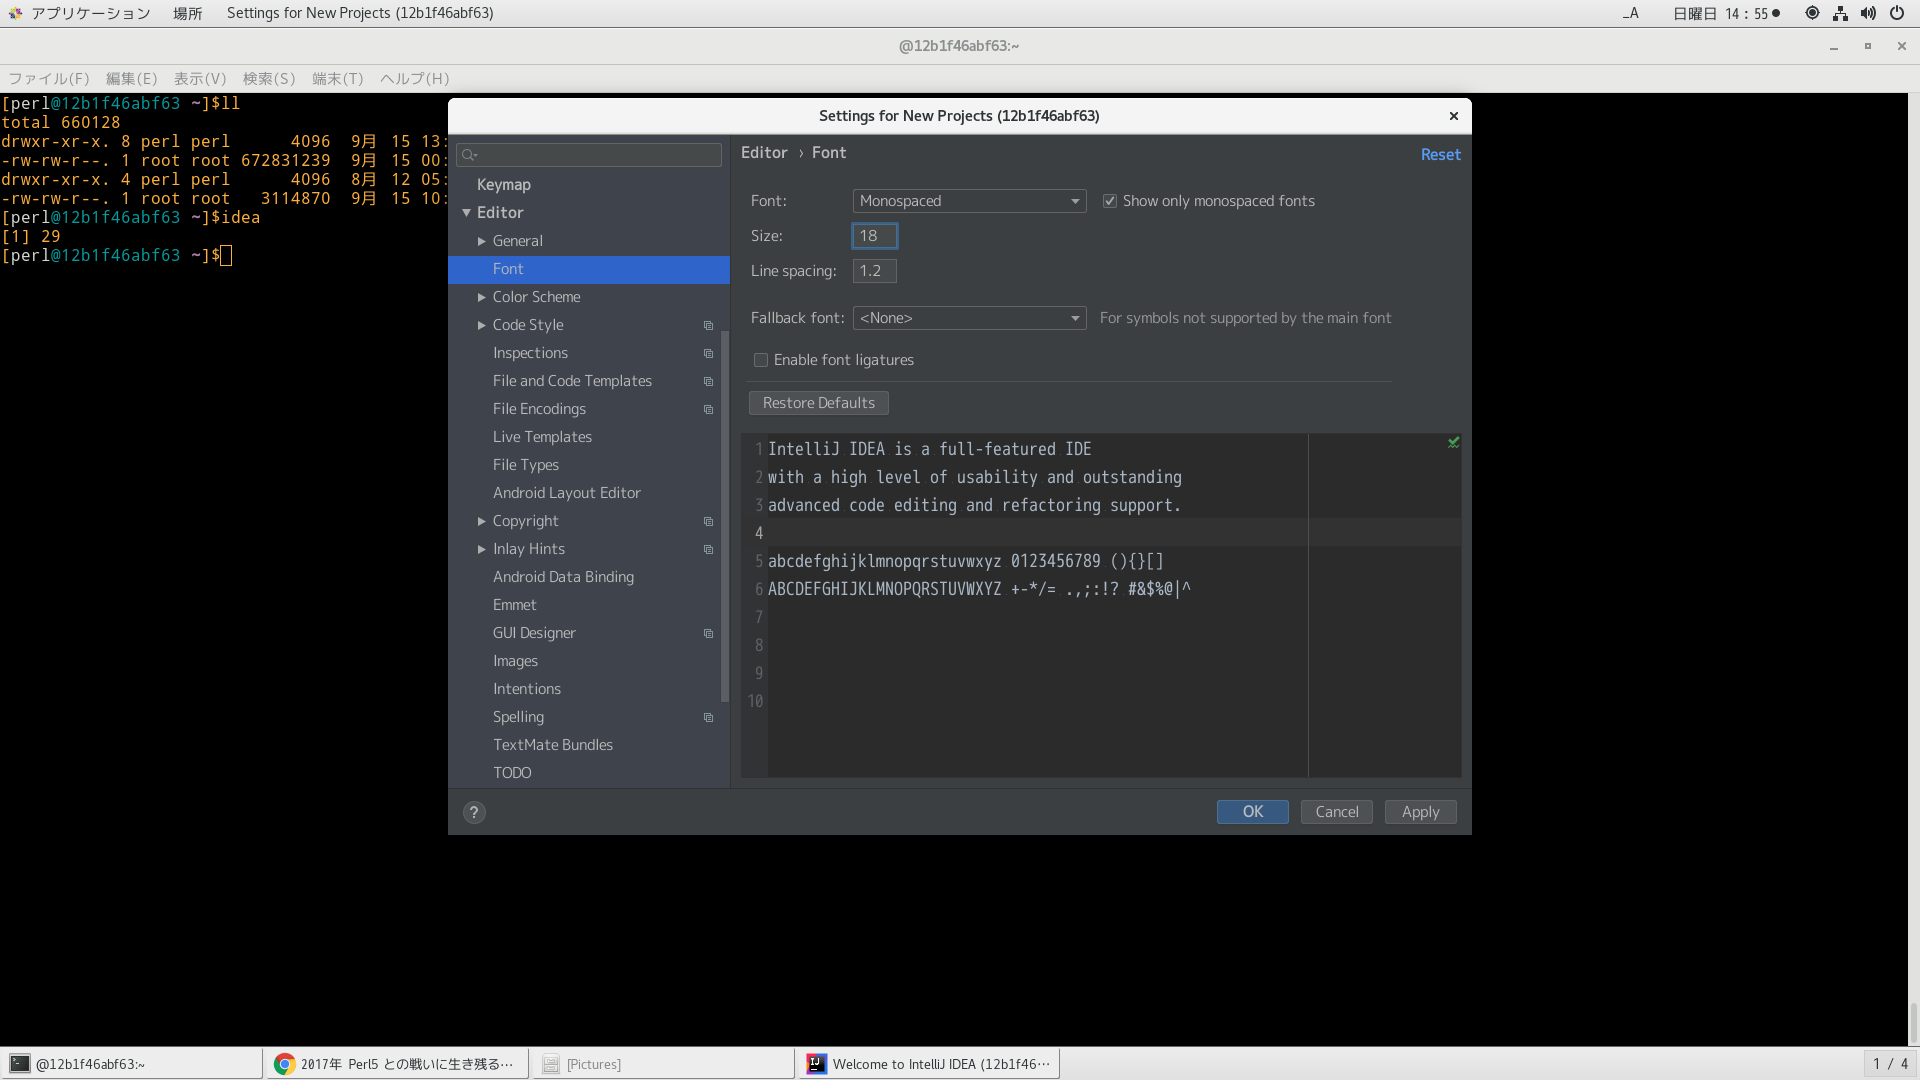 アプリケーション 場所 Settings for New Projects (12b1f46abf63) _A 日曜日 14:55
@12b1f46abf63:~
ファイル(F) 編集(E) 表示(V) 検索(S) 端末(T) ヘルプ(H)
[perl@12b1f46abf63 ~]$ll
total 660128
drwxr-xr-x. 8 perl perl 4096 9月 15 13:
-rw-rw-r--. 1 root root 672831239 9月 15 00:
drwxr-xr-x. 4 perl perl 4096 8月 12 05:
-rw-rw-r--. 1 root root 3114870 9月 15 10:
[perl@12b1f46abf63 ~]$idea
[1] 29
[perl@12b1f46abf63 ~]$
Settings for New Projects (12b1f46abf63)
Keymap
Editor
General
Font
Color Scheme
Code Style
Inspections
File and Code Templates
File Encodings
Live Templates
File Types
Android Layout Editor
Copyright
Inlay Hints
Android Data Binding
Emmet
GUI Designer
Images
Intentions
Spelling
TextMate Bundles
TODO
Editor › Font
Reset
Font: Monospaced Show only monospaced fonts
Size: 18
Line spacing: 1.2
Fallback font: <None> For symbols not supported by the main font
Enable font ligatures
Restore Defaults
1 IntelliJ IDEA is a full-featured IDE
2 with a high level of usability and outstanding
3 advanced code editing and refactoring support.
4
5 abcdefghijklmnopqrstuvwxyz 0123456789 (){}[]
6 ABCDEFGHIJKLMNOPQRSTUVWXYZ +-*/= .,;:!? #&$%@|^
7
8
9
10
? OK Cancel Apply
@12b1f46abf63:~ 2017年 Perl5 との戦いに生き残る… [Pictures] Welcome to IntelliJ IDEA (12b1f46… 1 / 4